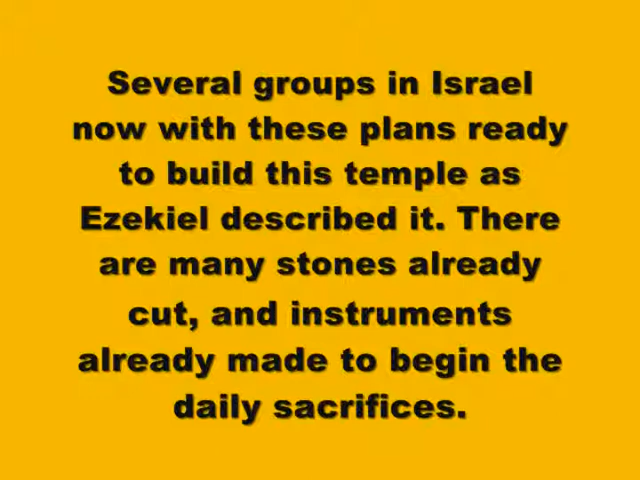 Several groups in Israel
now with these plans ready
to build this temple as
Ezekiel described it. There
are many stones already
cut, and instruments
already made to begin the
daily sacrifices.